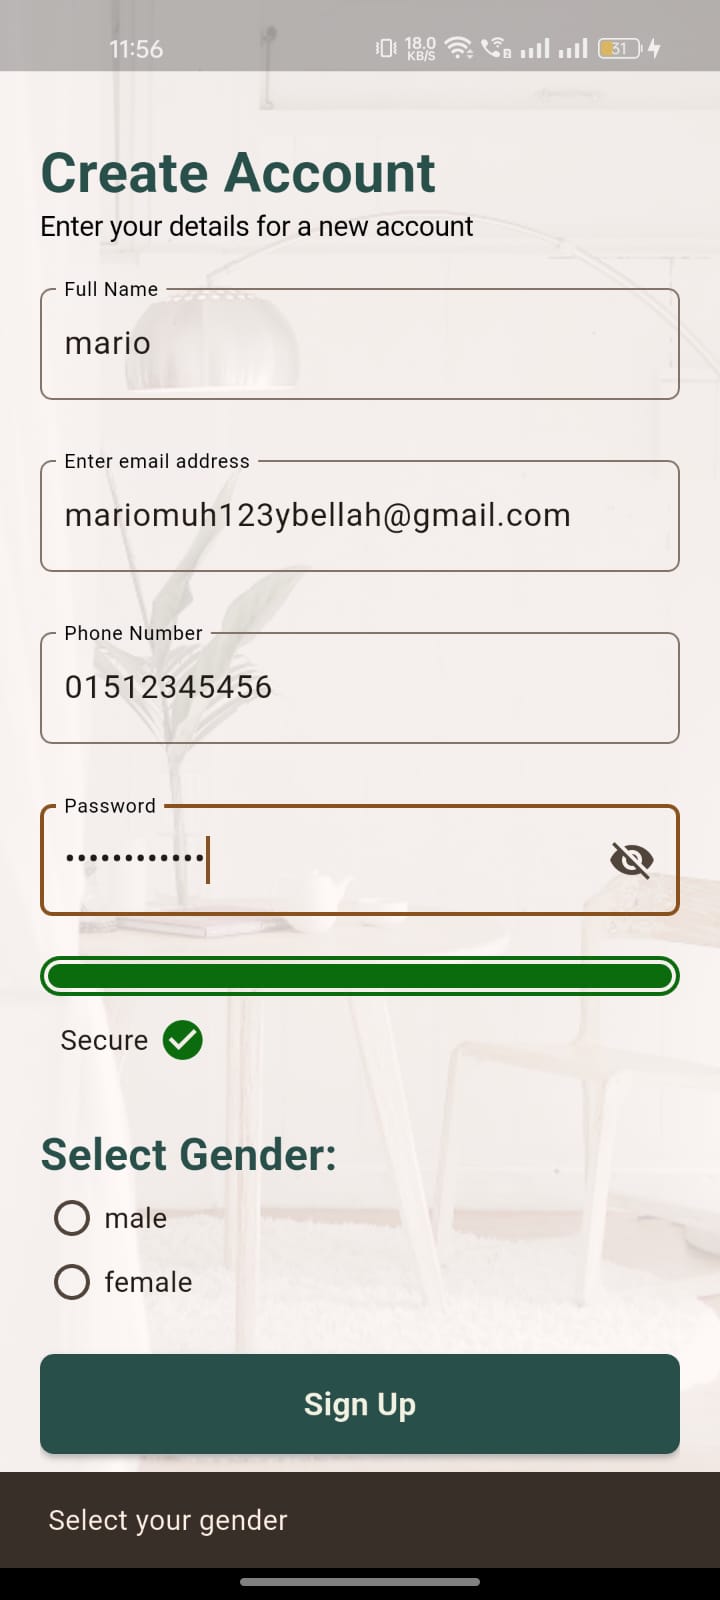 11:56 18.0 KB/S 31
Create Account
Enter your details for a new account
Full Name
mario
Enter email address
mariomuh123ybellah@gmail.com
Phone Number
01512345456
Password
••••••••••••
Secure
Select Gender:
male
female
Sign Up
Select your gender